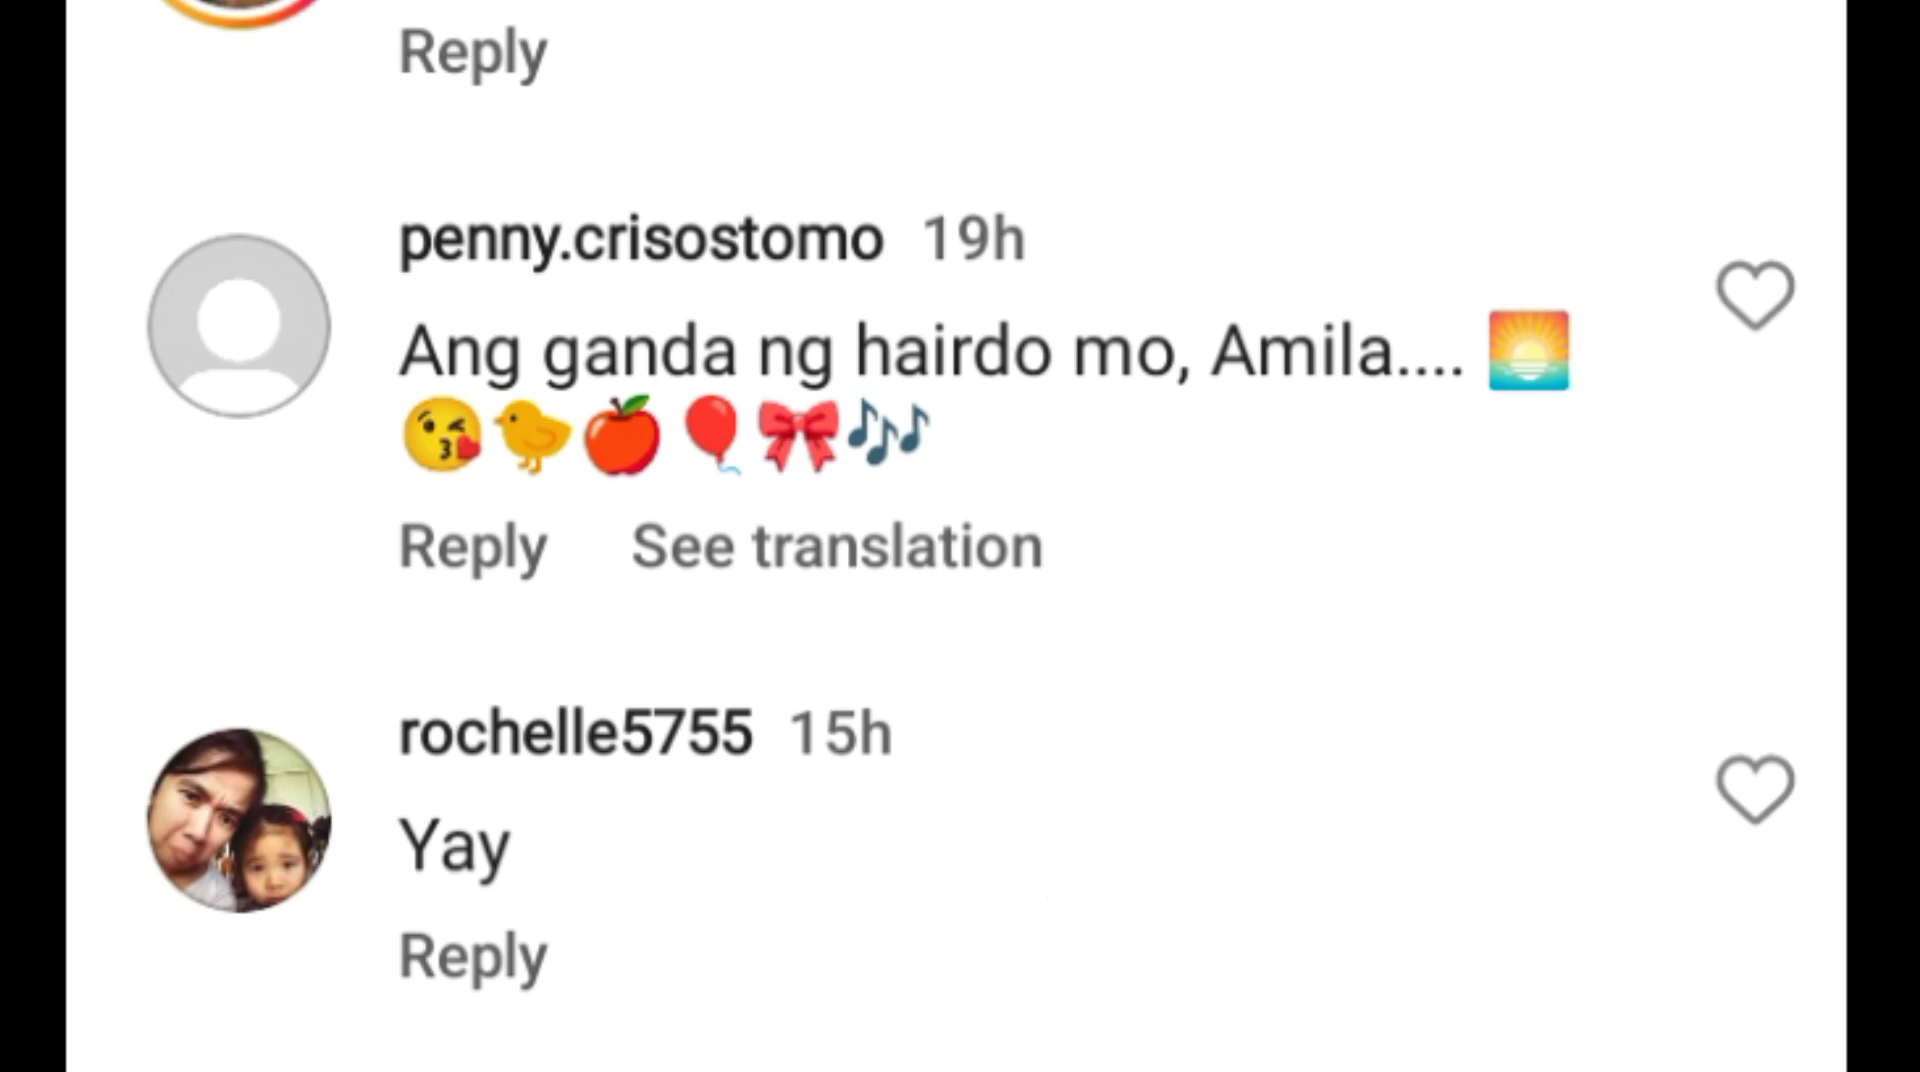 Reply
penny.crisostomo 19h
Ang ganda ng hairdo mo, Amila.... 🌅
😘🐤🍎🎈🎀🎶
Reply See translation
rochelle5755 15h
Yay
Reply